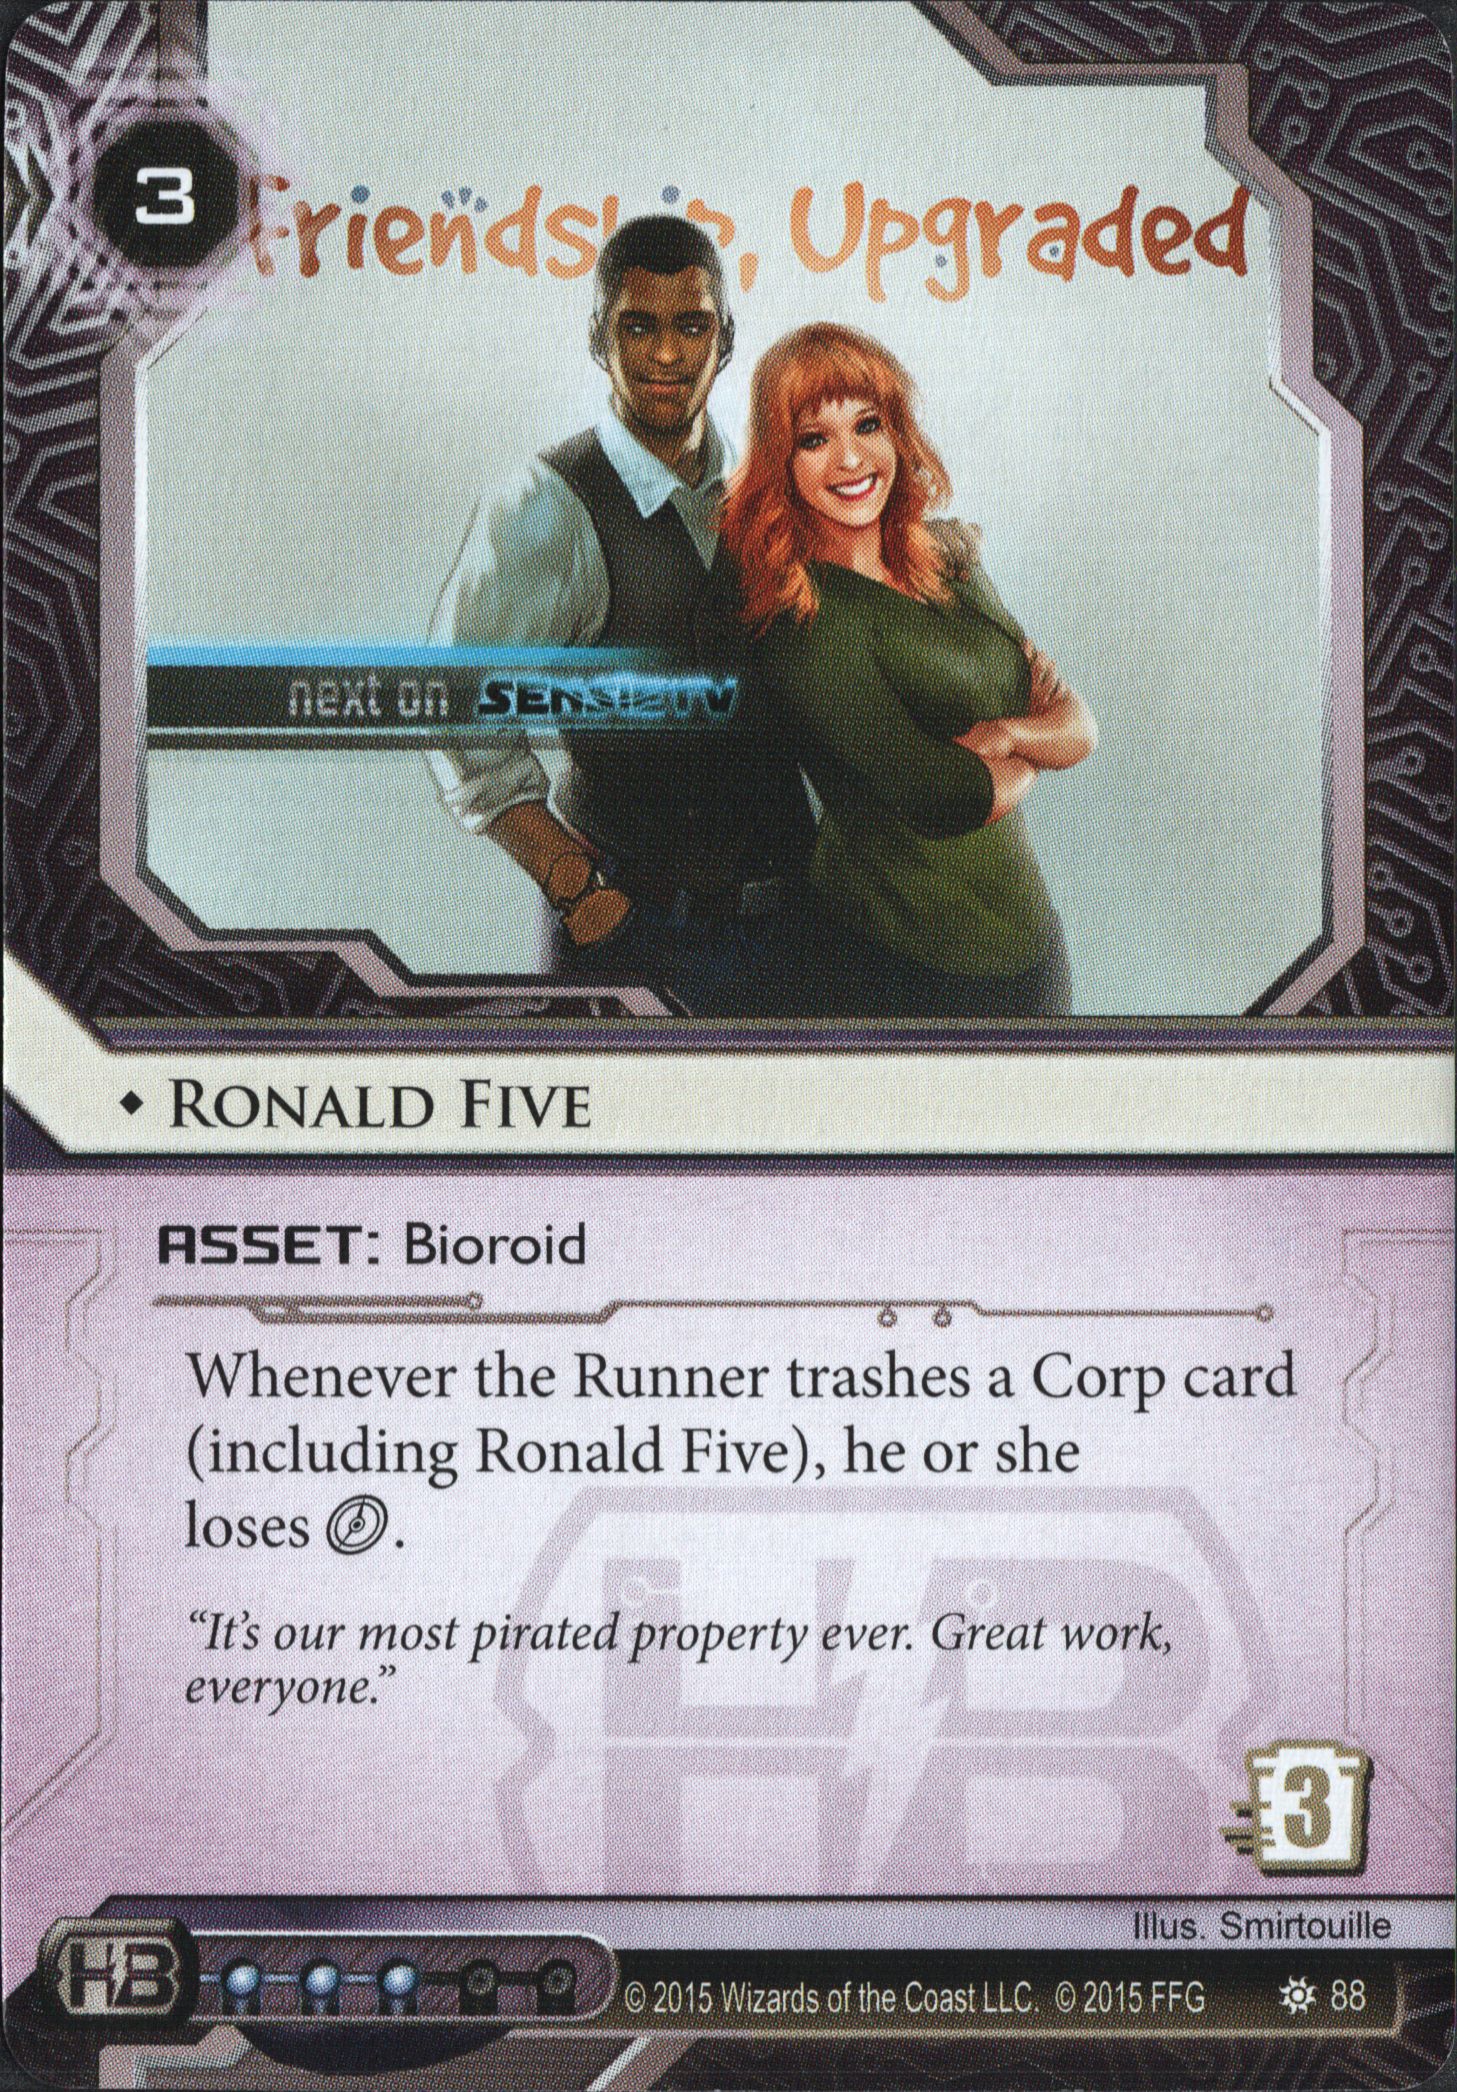 3
Friendship, Upgraded
next on SENSIETV
RONALD FIVE
ASSET: Bioroid
Whenever the Runner trashes a Corp card
(including Ronald Five), he or she
loses .
“It’s our most pirated property ever. Great work,
everyone.”
3
Illus. Smirtouille
HB
© 2015 Wizards of the Coast LLC. © 2015 FFG
88